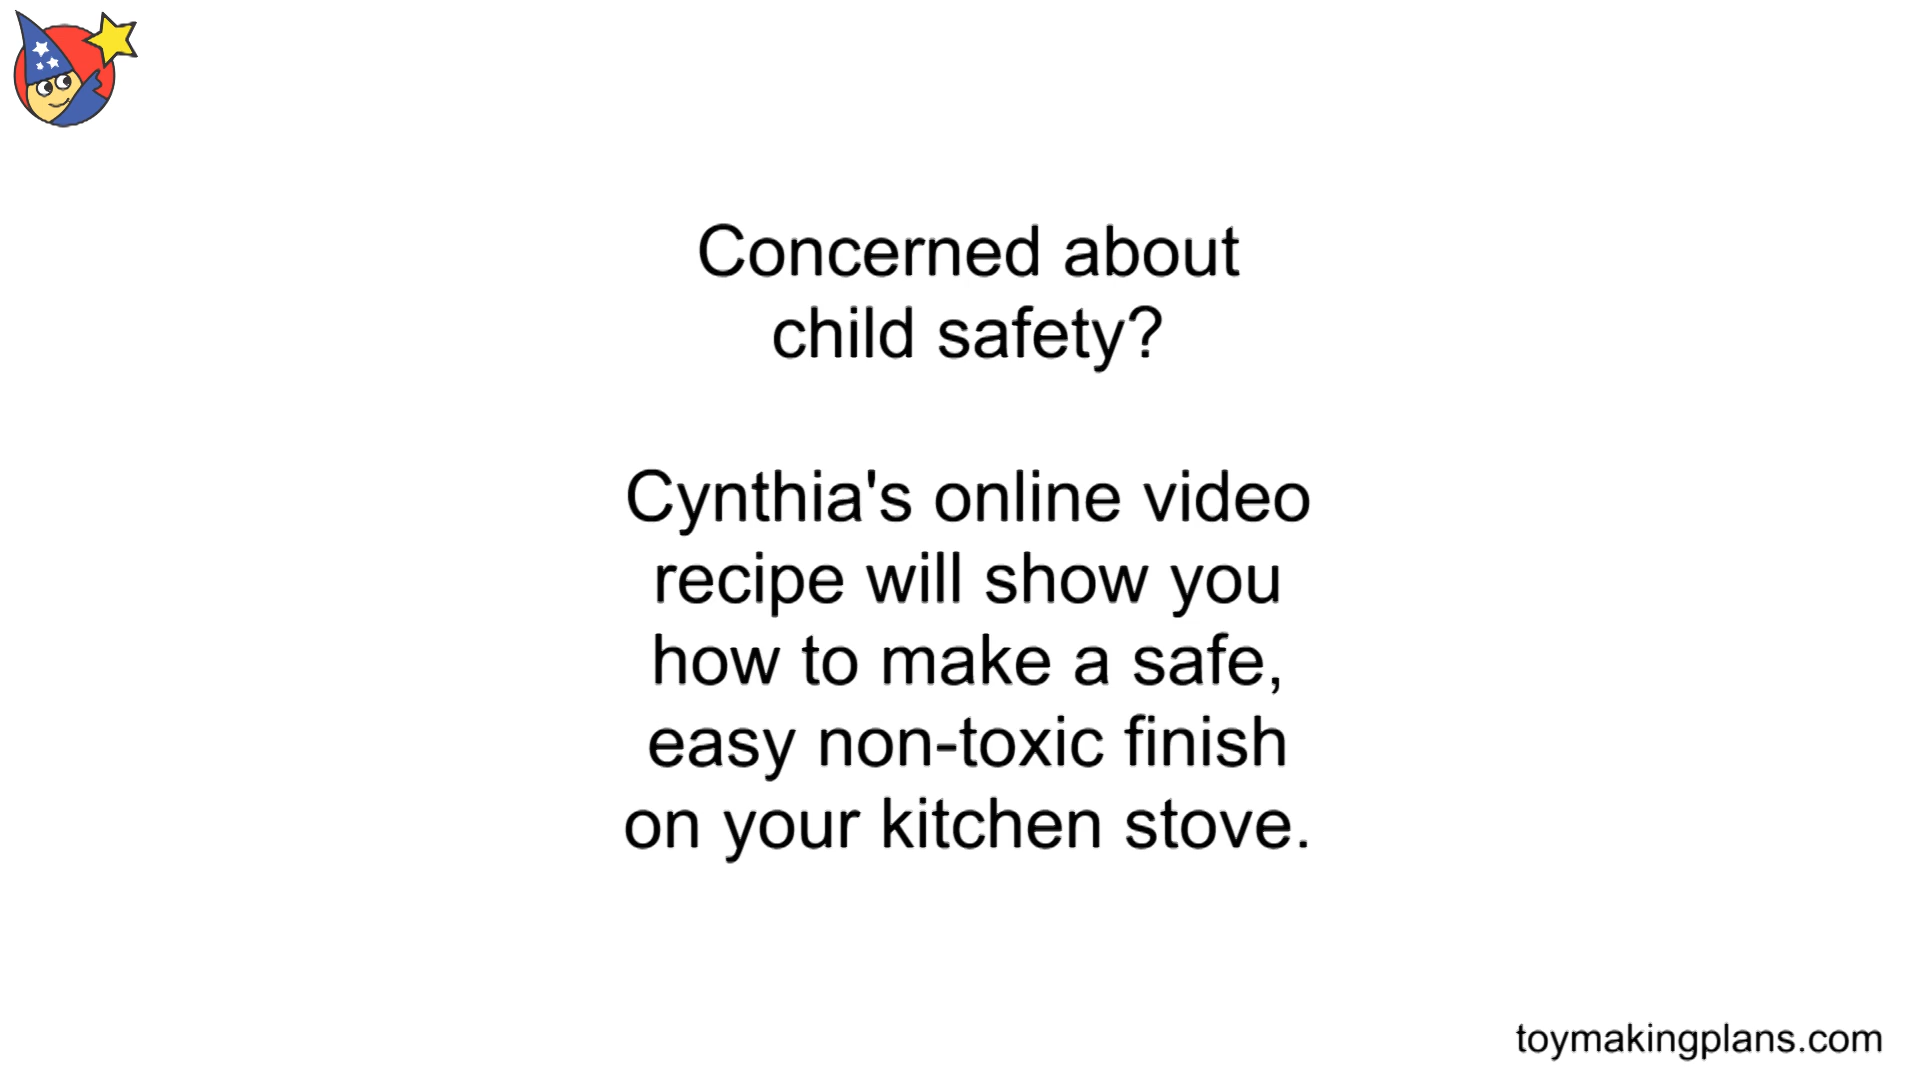 Concerned about
child safety?
Cynthia's online video
recipe will show you
how to make a safe,
easy non-toxic finish
on your kitchen stove.
toymakingplans.com